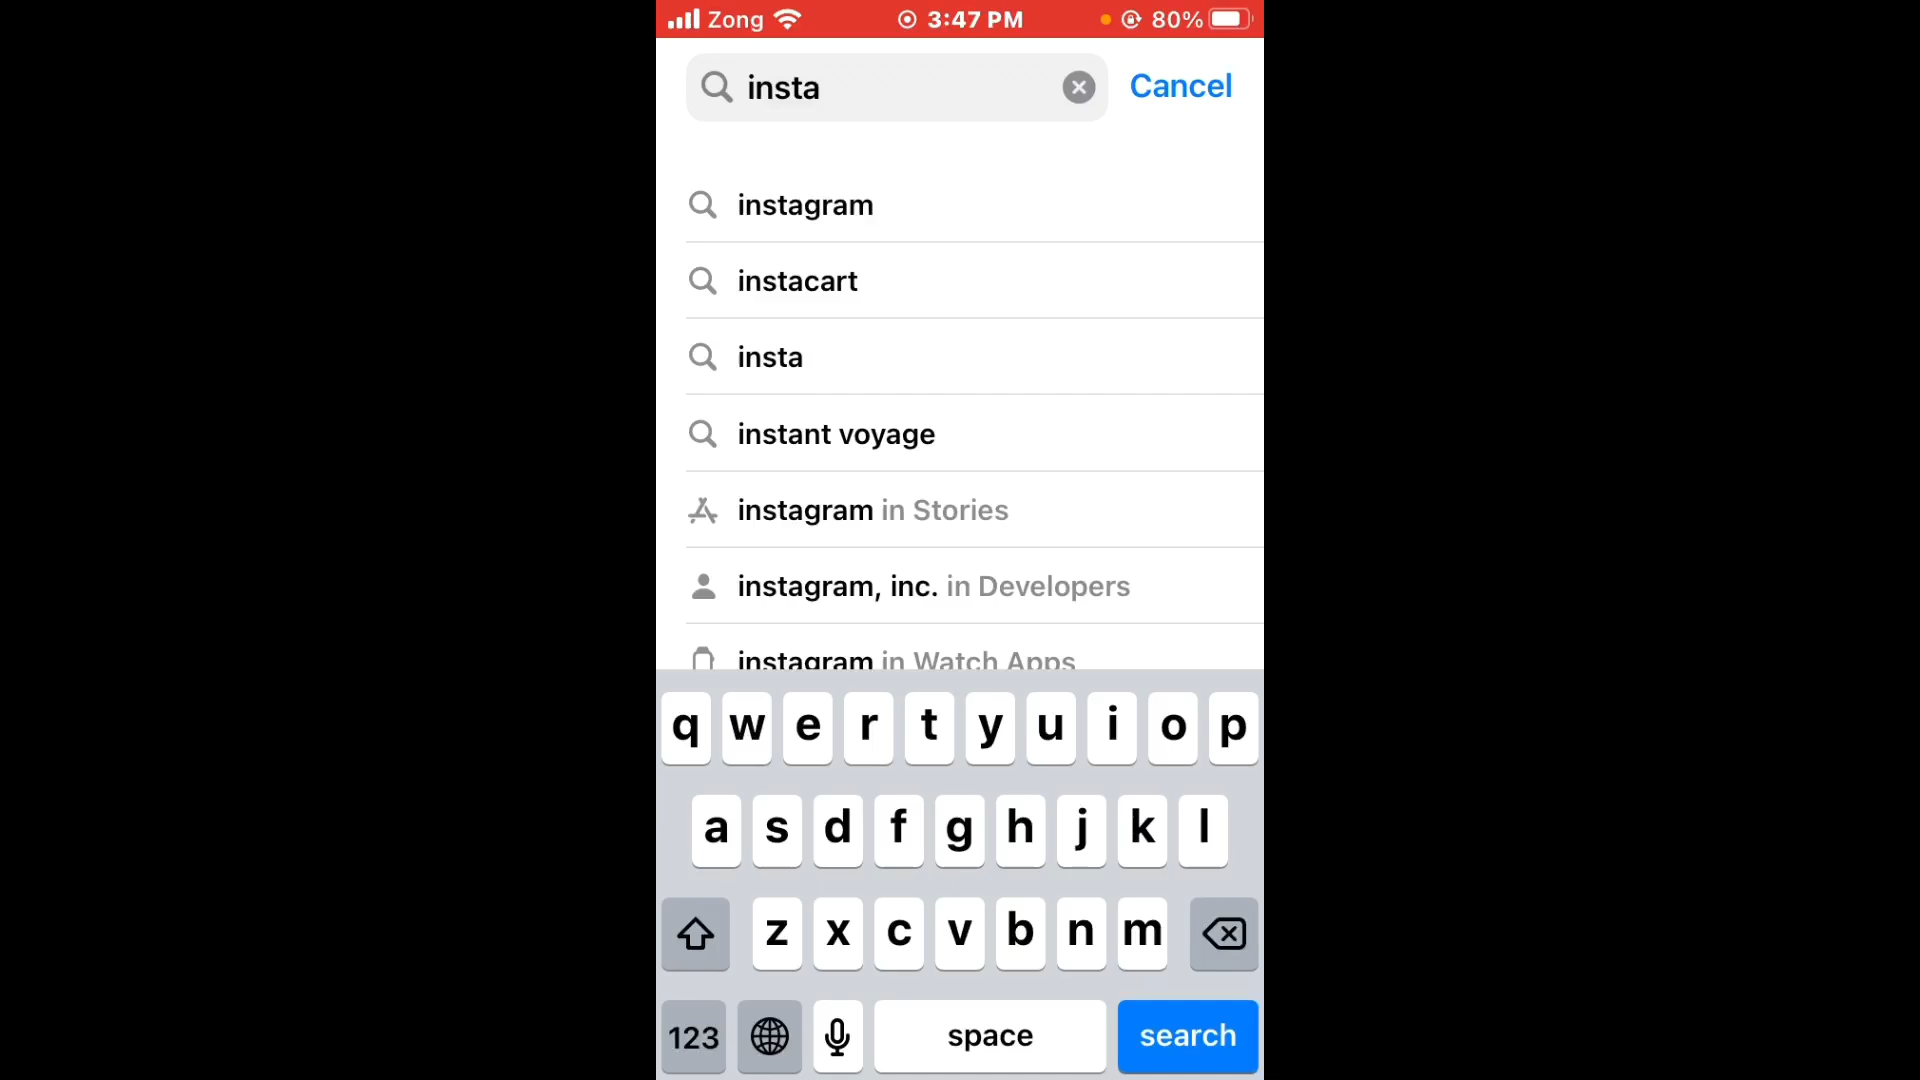 Zong 3:47 PM 80%
insta Cancel
instagram
instacart
insta
instant voyage
instagram in Stories
instagram, inc. in Developers
instagram in Watch Apps
q w e r t y u i o p
a s d f g h j k l
z x c v b n m
123 space search